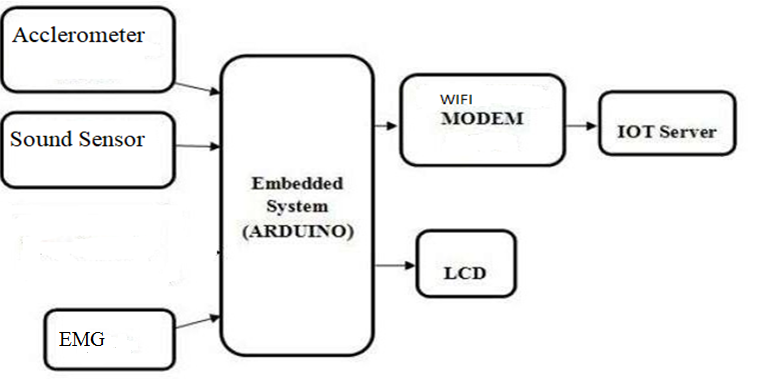 Acclerometer
Sound Sensor
EMG
Embedded
System
(ARDUINO)
WIFI
MODEM
IOT Server
LCD